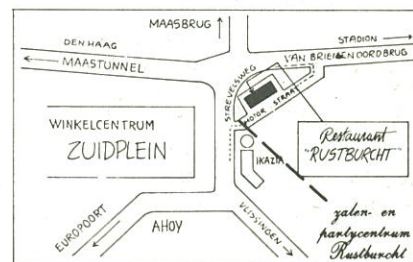 MAASBRUG
DEN HAAG
MAASTUNNEL
STADION
VAN BRIENENOORDBRUG
STREVELSWEG
MOTOR STRAAT
WINKELCENTRUM
ZUIDPLEIN
Restaurant
"RUSTBURCHT"
IKAZIA
zalen- en
partycentrum
Rustburcht
EUROPOORT
AHOY
VLISSINGEN